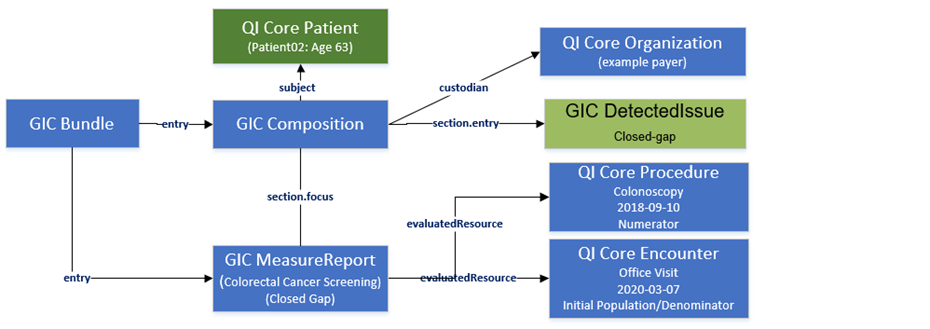 QI Core Patient
(Patient02: Age 63)
QI Core Organization
(example payer)
subject
custodian
GIC Bundle
entry
GIC Composition
section.entry
GIC DetectedIssue
Closed-gap
section.focus
QI Core Procedure
Colonoscopy
2018-09-10
Numerator
evaluatedResource
GIC MeasureReport
(Colorectal Cancer Screening)
(Closed Gap)
entry
evaluatedResource
QI Core Encounter
Office Visit
2020-03-07
Initial Population/Denominator